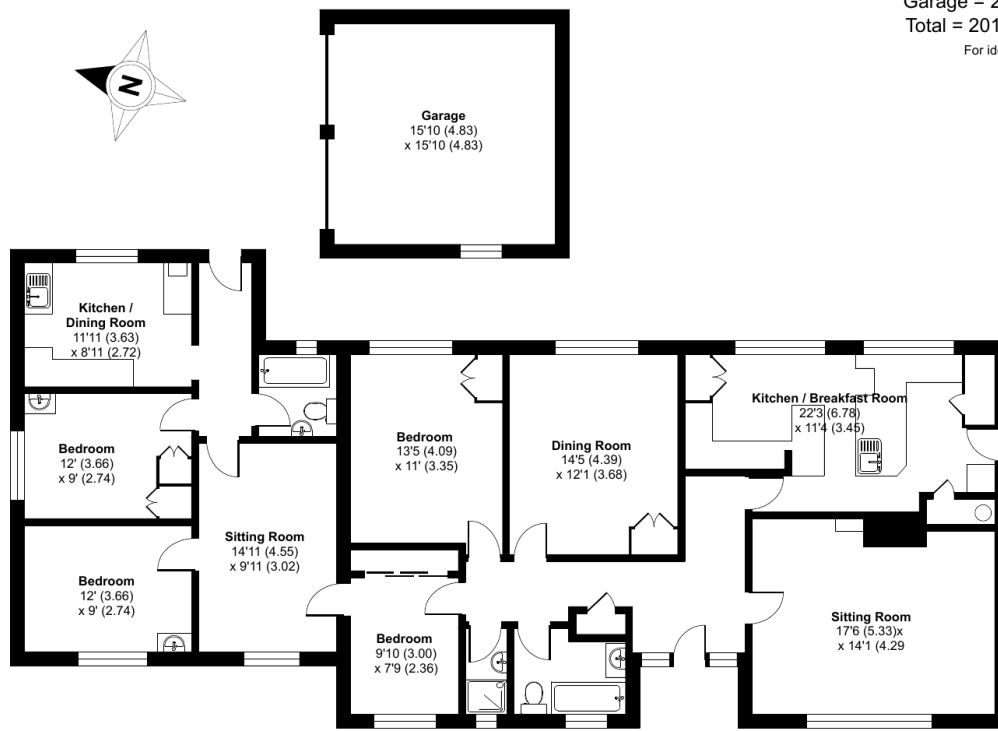 Garage = 2
Total = 201
For id
N
Garage
15'10 (4.83)
x 15'10 (4.83)
Kitchen /
Dining Room
11'11 (3.63)
x 8'11 (2.72)
Bedroom
12' (3.66)
x 9' (2.74)
Bedroom
12' (3.66)
x 9' (2.74)
Sitting Room
14'11 (4.55)
x 9'11 (3.02)
Bedroom
13'5 (4.09)
x 11' (3.35)
Bedroom
9'10 (3.00)
x 7'9 (2.36)
Dining Room
14'5 (4.39)
x 12'1 (3.68)
Kitchen / Breakfast Room
22'3 (6.78)
x 11'4 (3.45)
Sitting Room
17'6 (5.33)x
x 14'1 (4.29